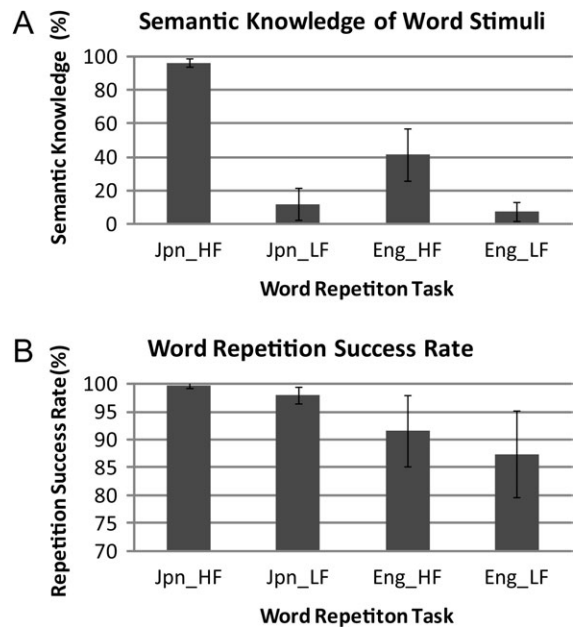 A
Semantic Knowledge of Word Stimuli
Semantic Knowledge (%)
100
80
60
40
20
0
Jpn_HF Jpn_LF Eng_HF Eng_LF
Word Repetiton Task
B
Word Repetition Success Rate
Repetition Success Rate(%)
100
95
90
85
80
75
70
Jpn_HF Jpn_LF Eng_HF Eng_LF
Word Repetiton Task